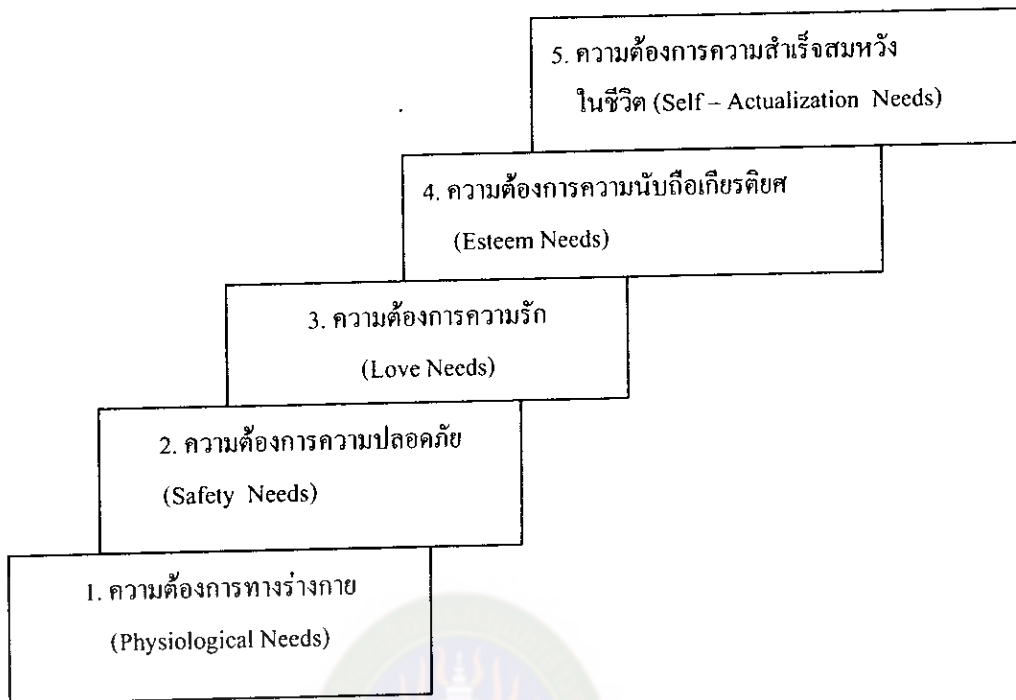 5. ความต้องการความสำเร็จสมหวัง
ในชีวิต (Self – Actualization Needs)
4. ความต้องการความนับถือเกียรติยศ
(Esteem Needs)
3. ความต้องการความรัก
(Love Needs)
2. ความต้องการความปลอดภัย
(Safety Needs)
1. ความต้องการทางร่างกาย
(Physiological Needs)